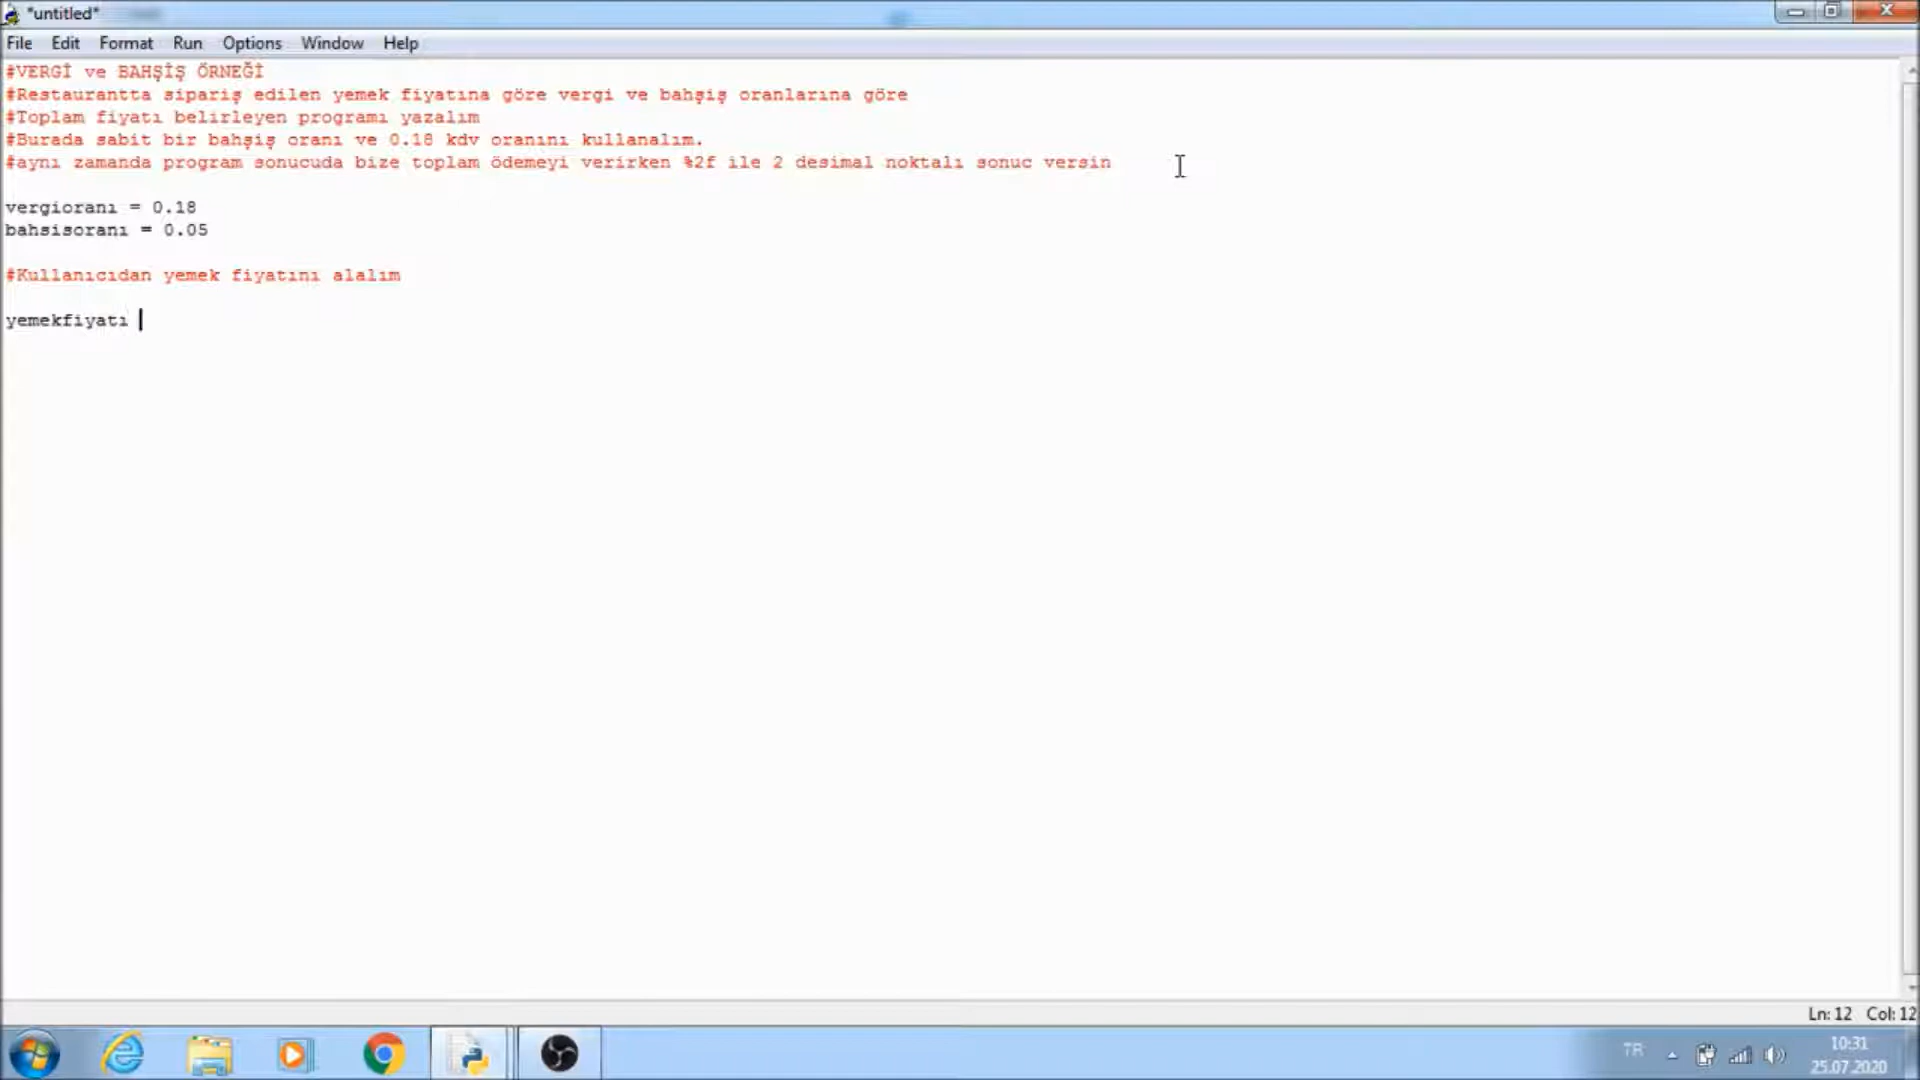 *untitled*
File Edit Format Run Options Window Help
#VERGİ ve BAHŞİŞ ÖRNEĞİ
#Restaurantta sipariş edilen yemek fiyatına göre vergi ve bahşiş oranlarına göre
#Toplam fiyatı belirleyen programı yazalım
#Burada sabit bir bahşiş oranı ve 0.18 kdv oranını kullanalım.
#aynı zamanda program sonucuda bize toplam ödemeyi verirken %2f ile 2 desimal noktalı sonuc versin
vergioranı = 0.18
bahsisoranı = 0.05
#Kullanıcıdan yemek fiyatını alalım
yemekfiyatı
Ln: 12 Col: 12
TR
10:31
25.07.2020